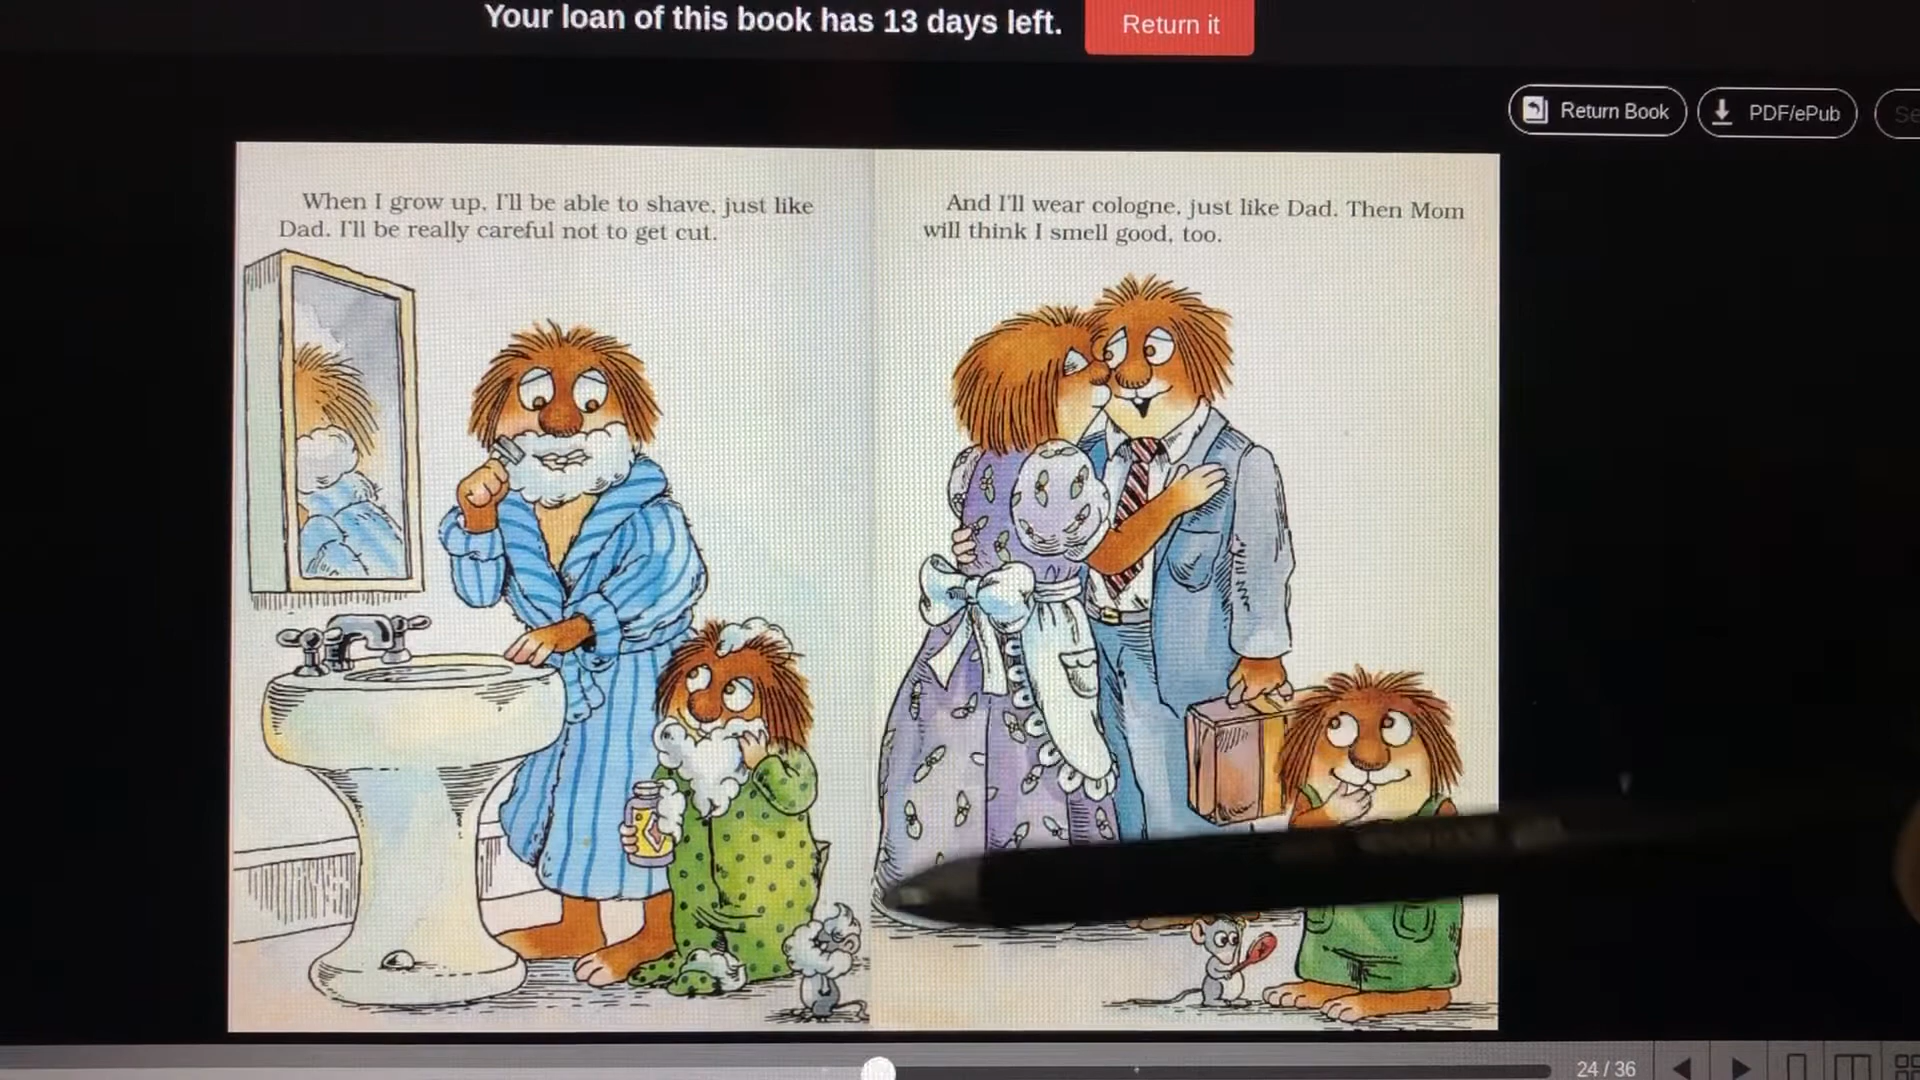 Your loan of this book has 13 days left.
Return it
Return Book
PDF/ePub
Se
When I grow up, I'll be able to shave, just like
Dad. I'll be really careful not to get cut.
And I'll wear cologne, just like Dad. Then Mom
will think I smell good, too.
24 / 36